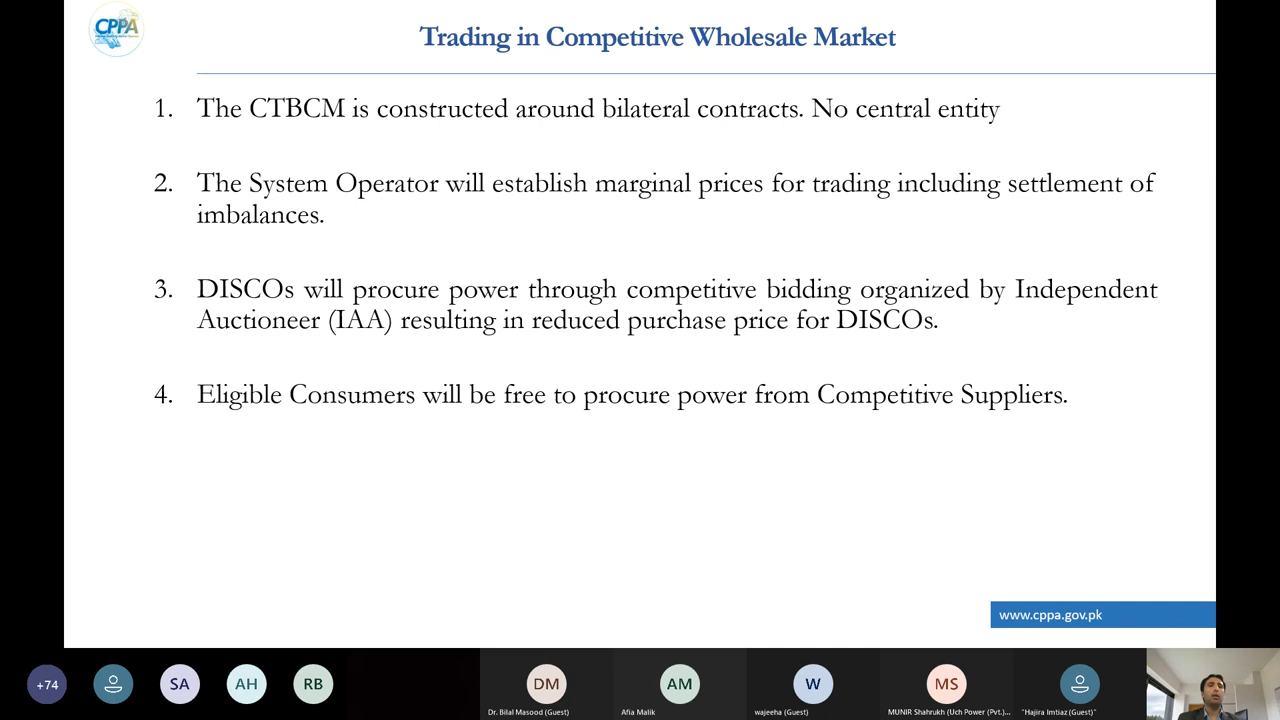 CPPA
Trading in Competitive Wholesale Market
1. The CTBCM is constructed around bilateral contracts. No central entity
2. The System Operator will establish marginal prices for trading including settlement of
imbalances.
3. DISCOs will procure power through competitive bidding organized by Independent
Auctioneer (IAA) resulting in reduced purchase price for DISCOs.
4. Eligible Consumers will be free to procure power from Competitive Suppliers.
www.cppa.gov.pk
+74
SA
AH
RB
DM
AM
W
MS
Dr. Bilal Masood (Guest)
Afia Malik
wajeeha (Guest)
MUNIR Shahrukh (Uch Power (Pvt.)...
"Hajira Imtiaz (Guest)"